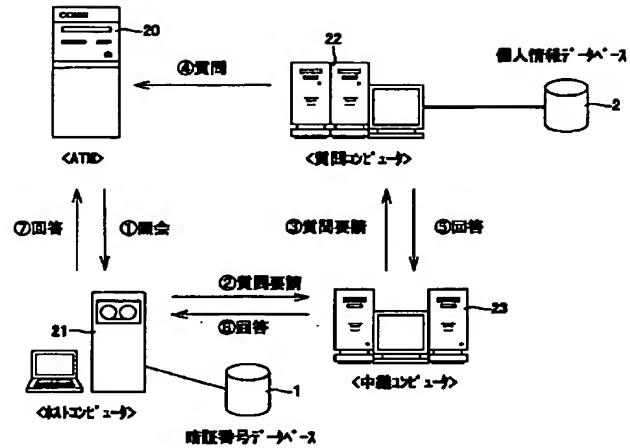 20
22
個人情報データベース
④質問
2
<ATM>
<質問コンピュータ>
⑦回答
①照会
③質問要請
⑤回答
②質問要請
21
⑥回答
23
1
<中継コンピュータ>
<ホストコンピュータ>
暗証番号データベース